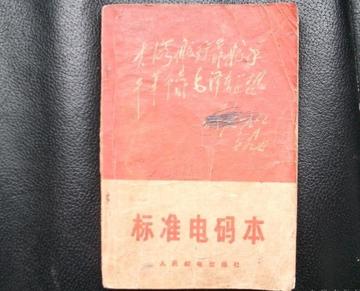 大海航行靠舵手
干革命靠毛泽东思想
标准电码本
人民邮电出版社